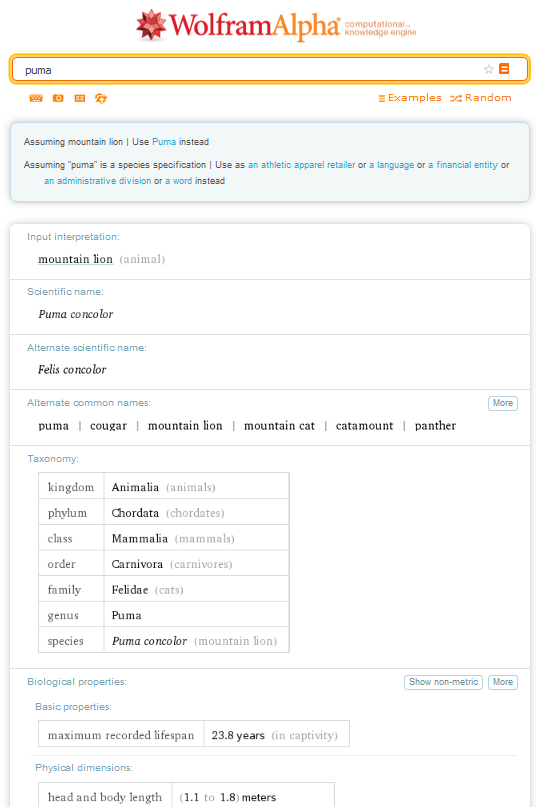 WolframAlpha computational knowledge engine
puma
Examples Random
Assuming mountain lion | Use Puma instead
Assuming "puma" is a species specification | Use as an athletic apparel retailer or a language or a financial entity or
an administrative division or a word instead
Input interpretation:
mountain lion (animal)
Scientific name:
Puma concolor
Alternate scientific name:
Felis concolor
Alternate common names: More
puma | cougar | mountain lion | mountain cat | catamount | panther
Taxonomy:
kingdom Animalia (animals)
phylum Chordata (chordates)
class Mammalia (mammals)
order Carnivora (carnivores)
family Felidae (cats)
genus Puma
species Puma concolor (mountain lion)
Biological properties: Show non-metric More
Basic properties:
maximum recorded lifespan 23.8 years (in captivity)
Physical dimensions:
head and body length (1.1 to 1.8) meters